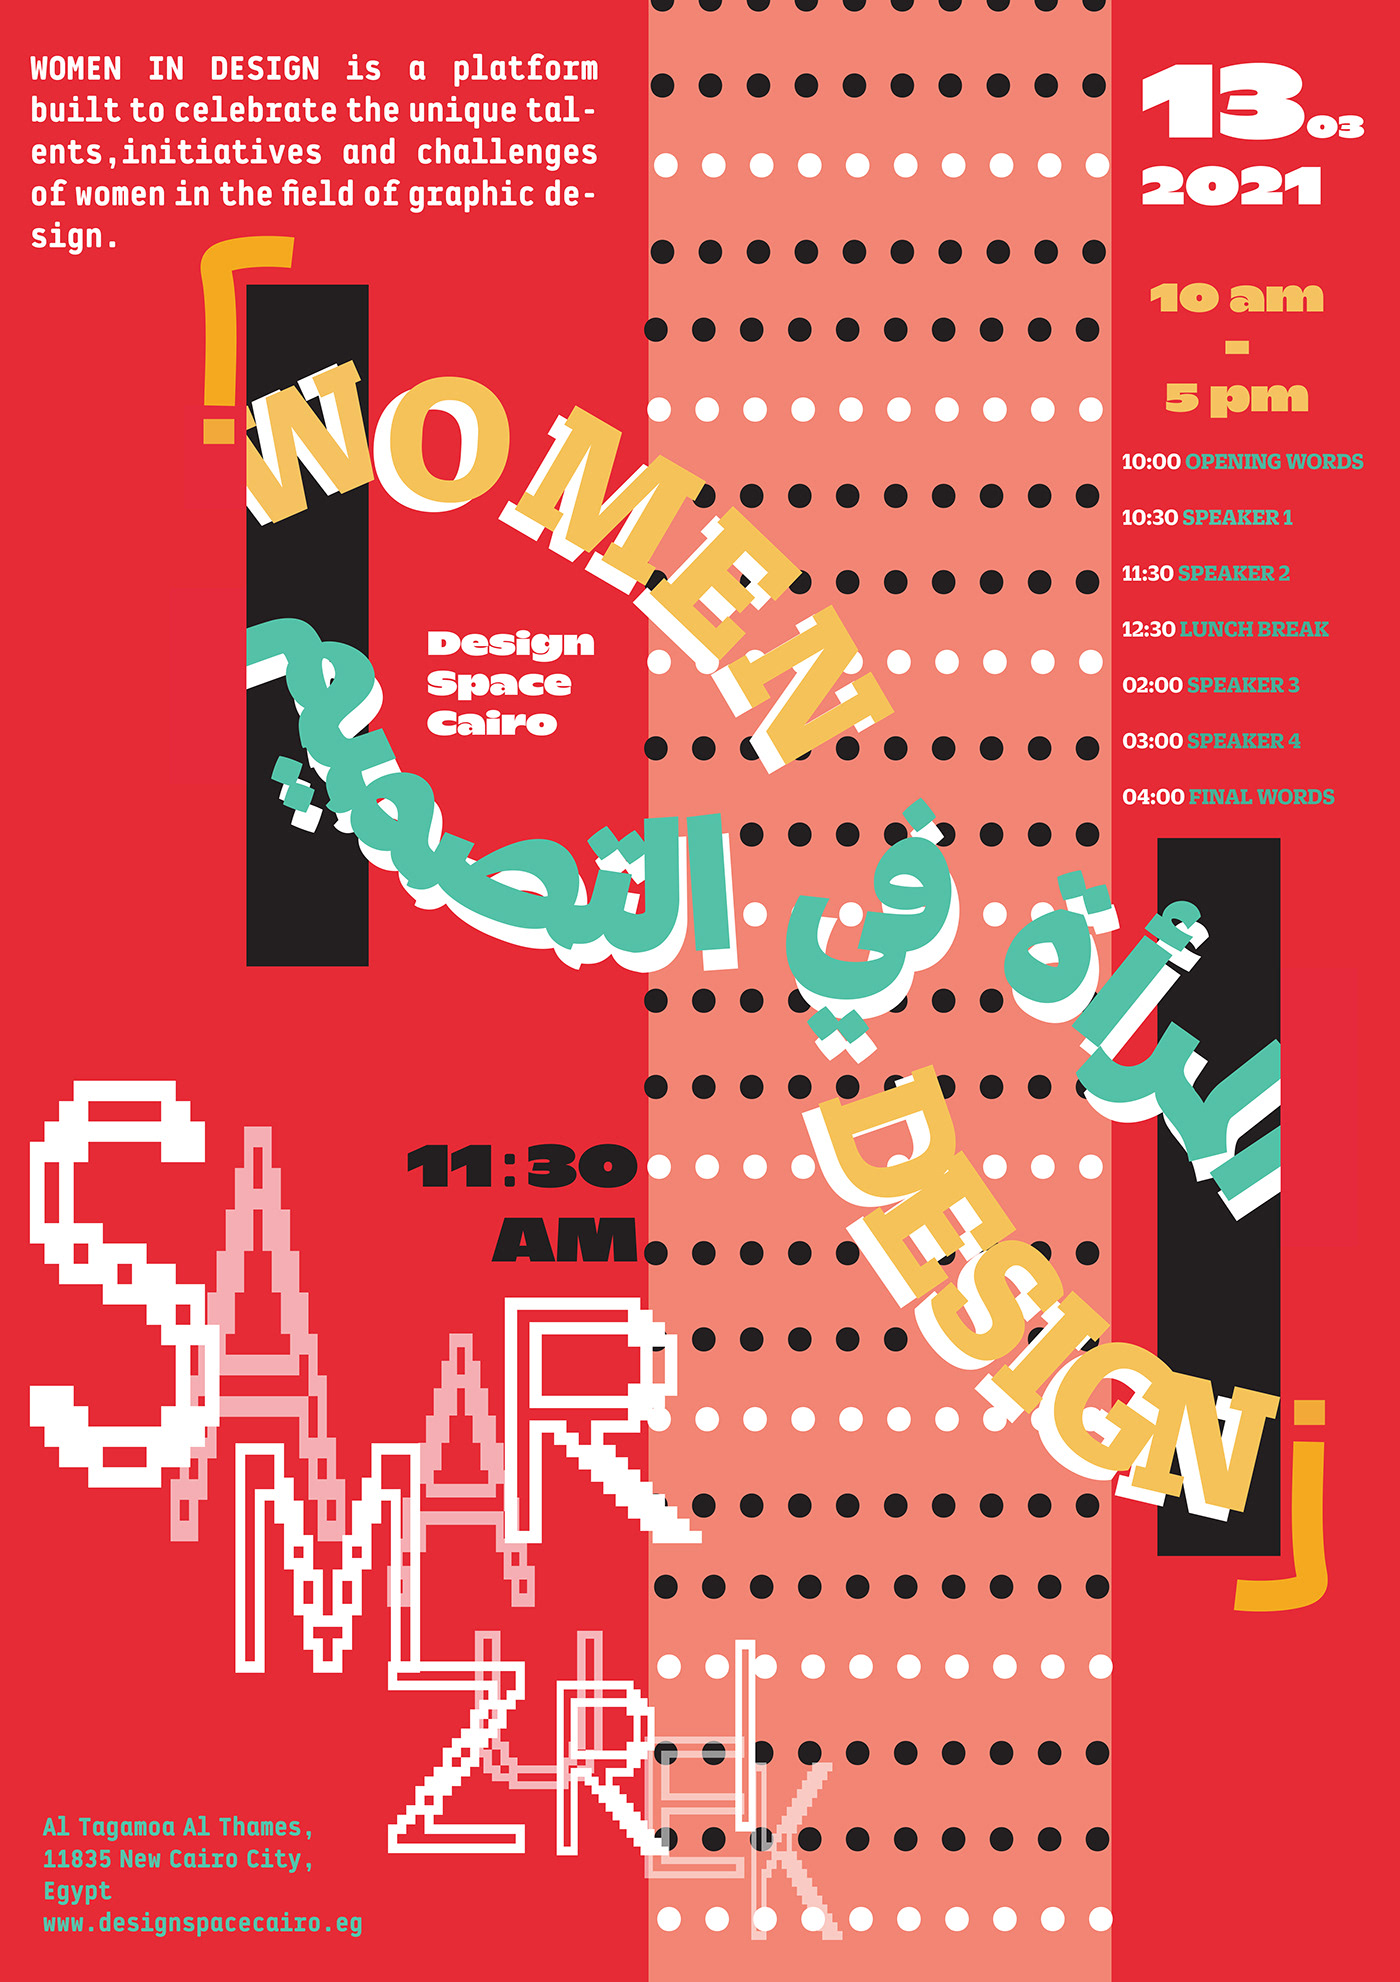 WOMEN IN DESIGN is a platform
built to celebrate the unique tal-
ents,initiatives and challenges
of women in the field of graphic de-
sign.
13 03
2021
10 am
-
5 pm
10:00 OPENING WORDS
10:30 SPEAKER 1
11:30 SPEAKER 2
12:30 LUNCH BREAK
02:00 SPEAKER 3
03:00 SPEAKER 4
04:00 FINAL WORDS
WOMEN
Design
Space
Cairo
المرأة في التصميم
DESIGN
11:30
AM
SAMAR
ZUREIK
Al Tagamoa Al Thames,
11835 New Cairo City,
Egypt
www.designspacecairo.eg